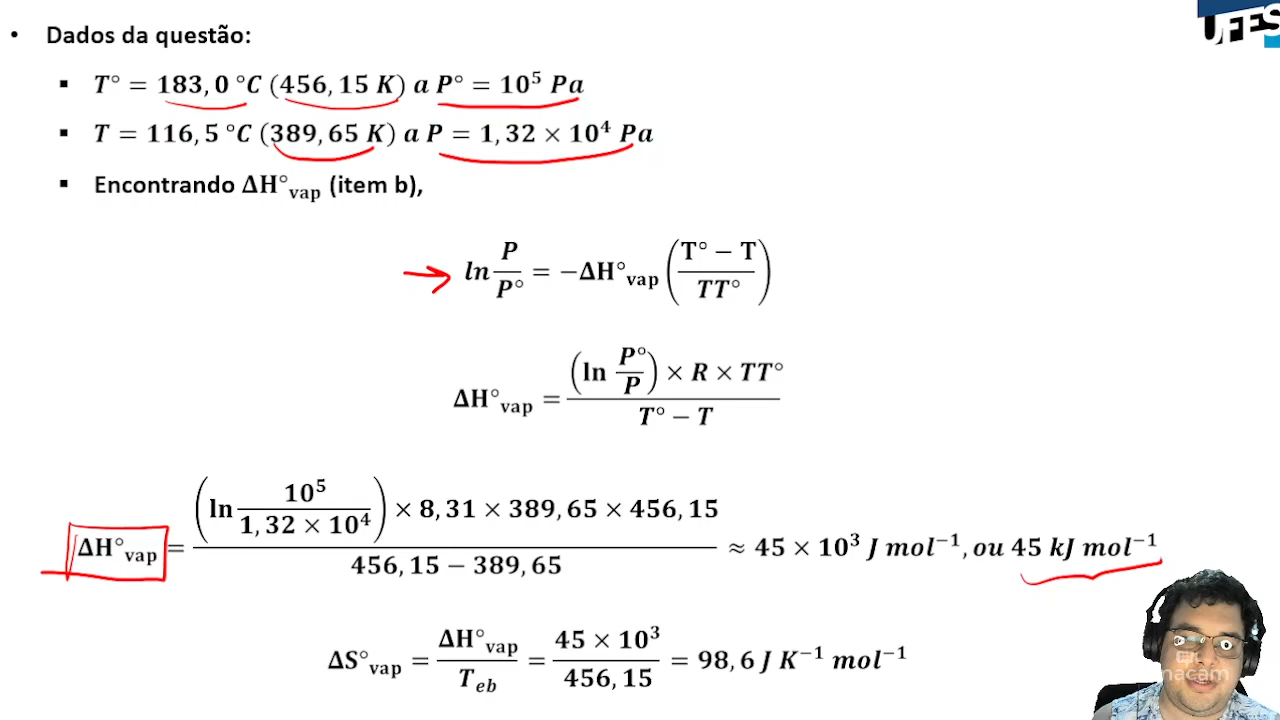 UFES
• Dados da questão:
▪ T° = 183,0 °C (456,15 K) a P° = 10⁵ Pa
▪ T = 116,5 °C (389,65 K) a P = 1,32 × 10⁴ Pa
▪ Encontrando ΔH°vap (item b),
ln P/P° = −ΔH°vap ((T° − T)/(TT°))
ΔH°vap = ((ln P°/P) × R × TT°)/(T° − T)
ΔH°vap = ((ln 10⁵/(1,32 × 10⁴)) × 8,31 × 389,65 × 456,15)/(456,15 − 389,65) ≈ 45 × 10³ J mol⁻¹, ou 45 kJ mol⁻¹
ΔS°vap = ΔH°vap/Teb = (45 × 10³)/(456,15) = 98,6 J K⁻¹ mol⁻¹